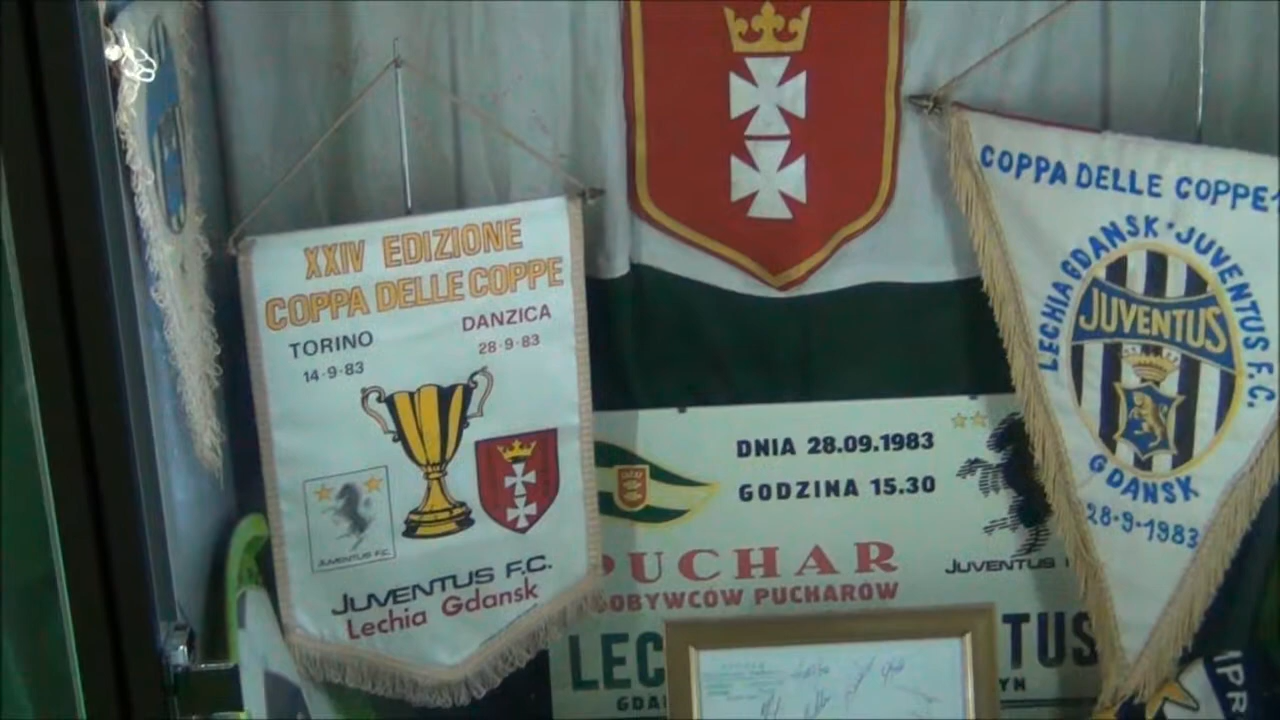 XXIV EDIZIONE
COPPA DELLE COPPE
TORINO
14-9-83
DANZICA
28-9-83
JUVENTUS F.C.
JUVENTUS F.C.
Lechia Gdansk
DNIA 28.09.1983
GODZINA 15.30
PUCHAR
PUCHARÓW
JUVENTUS
LEC
TUS
GDA
COPPA DELLE COPPE
LECHIA GDANSK · JUVENTUS F.C.
JUVENTUS
GDANSK
28-9-1983
IPR